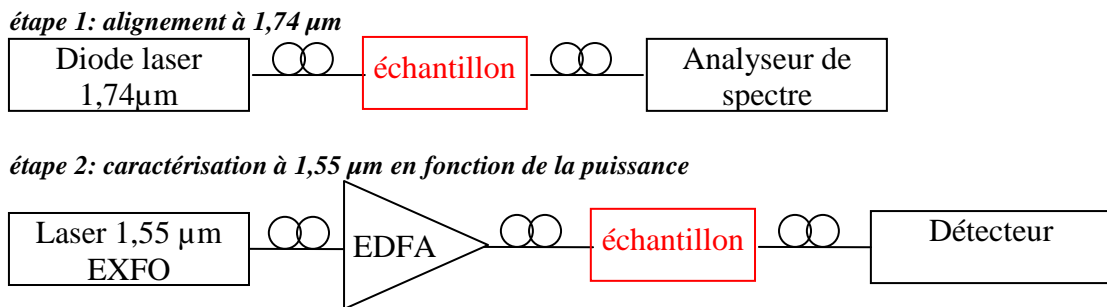 étape 1: alignement à 1,74 µm
Diode laser
1,74µm
échantillon
Analyseur de
spectre
étape 2: caractérisation à 1,55 µm en fonction de la puissance
Laser 1,55 µm
EXFO
EDFA
échantillon
Détecteur